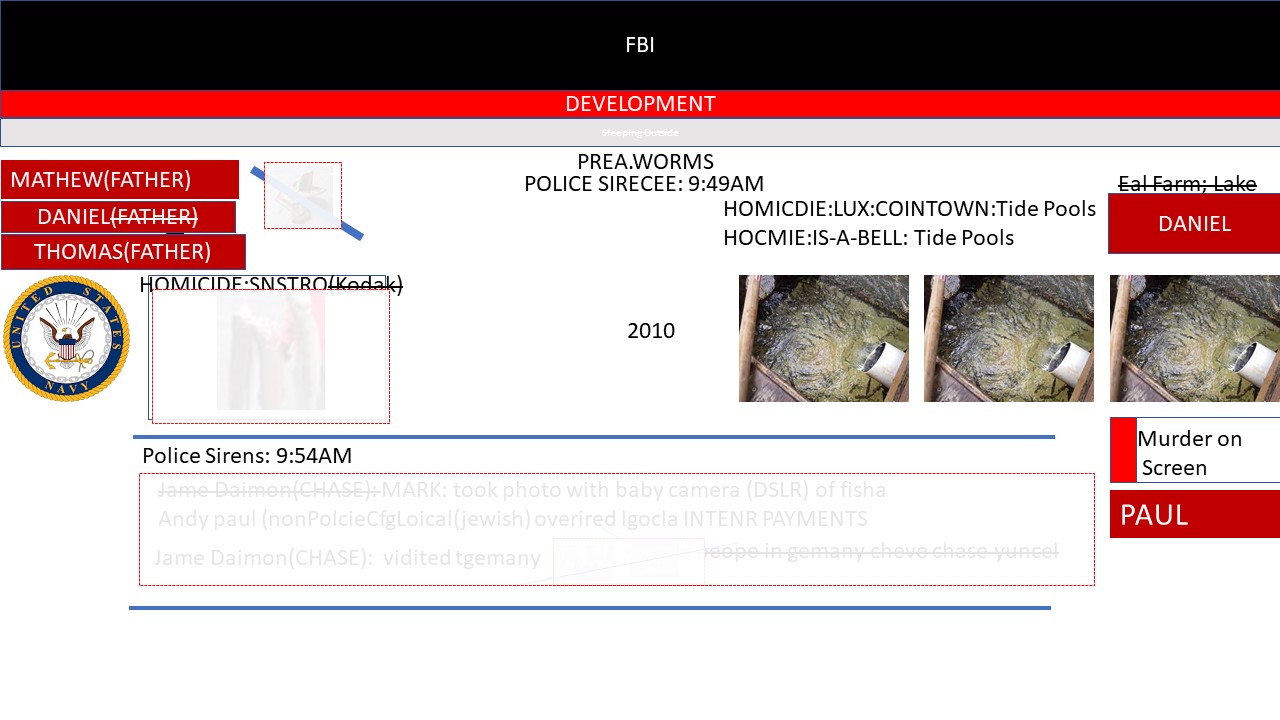 FBI
DEVELOPMENT
Sleeping Outside
PREA.WORMS
MATHEW(FATHER)
POLICE SIRECEE: 9:49AM
Eal Farm; Lake
DANIEL(FATHER)
HOMICDIE:LUX:COINTOWN:Tide Pools
DANIEL
HOCMIE:IS-A-BELL: Tide Pools
THOMAS(FATHER)
HOMICIDE:SNSTRO(Kodak)
UNITED STATES
NAVY
2010
Murder on
Screen
Police Sirens: 9:54AM
PAUL
Jame Daimon(CHASE): MARK: took photo with baby camera (DSLR) of fisha
Andy paul (nonPolcieCfgLorcal(jewish) overired lgocla INTENR PAYMENTS
Jame Daimon(CHASE): vidited tgemany
in gemany cheve chase yuncel